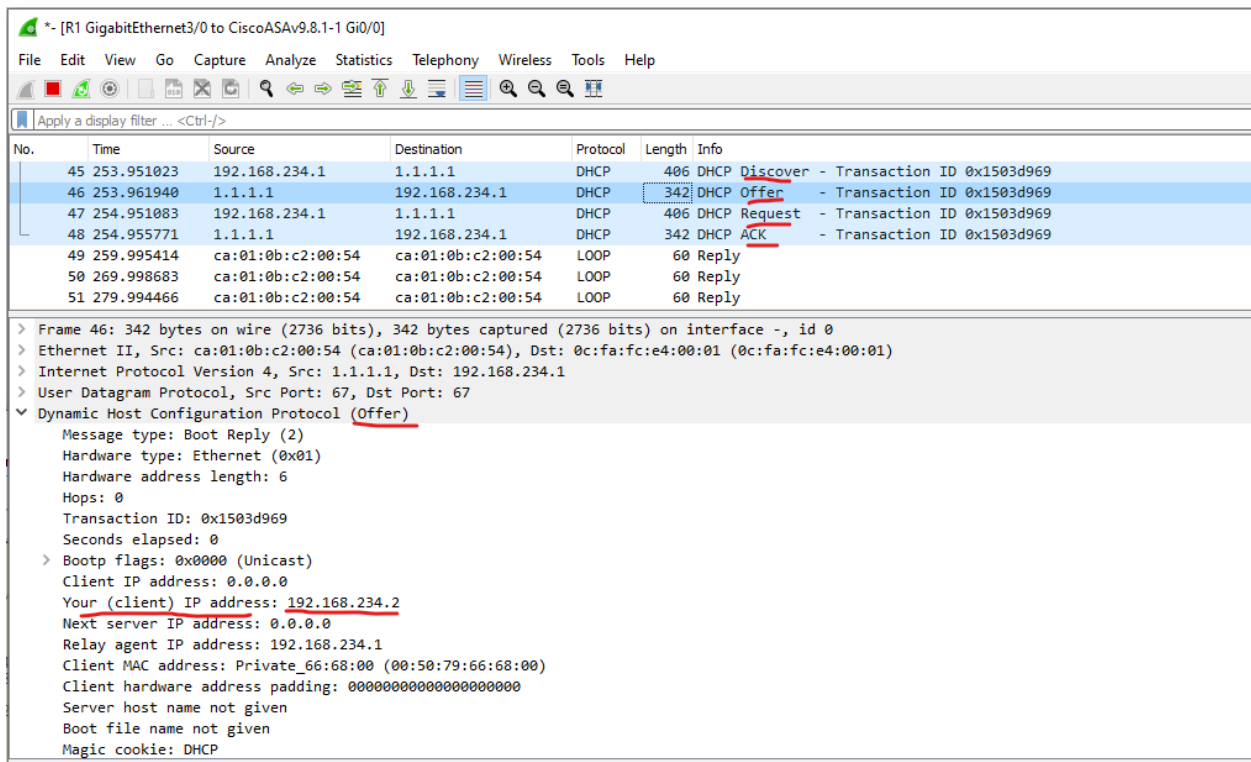 *- [R1 GigabitEthernet3/0 to CiscoASAv9.8.1-1 Gi0/0]
File Edit View Go Capture Analyze Statistics Telephony Wireless Tools Help
Apply a display filter ... <Ctrl-/>
No. Time Source Destination Protocol Length Info
45 253.951023 192.168.234.1 1.1.1.1 DHCP 406 DHCP Discover - Transaction ID 0x1503d969
46 253.961940 1.1.1.1 192.168.234.1 DHCP 342 DHCP Offer - Transaction ID 0x1503d969
47 254.951083 192.168.234.1 1.1.1.1 DHCP 406 DHCP Request - Transaction ID 0x1503d969
48 254.955771 1.1.1.1 192.168.234.1 DHCP 342 DHCP ACK - Transaction ID 0x1503d969
49 259.995414 ca:01:0b:c2:00:54 ca:01:0b:c2:00:54 LOOP 60 Reply
50 269.998683 ca:01:0b:c2:00:54 ca:01:0b:c2:00:54 LOOP 60 Reply
51 279.994466 ca:01:0b:c2:00:54 ca:01:0b:c2:00:54 LOOP 60 Reply
Frame 46: 342 bytes on wire (2736 bits), 342 bytes captured (2736 bits) on interface -, id 0
Ethernet II, Src: ca:01:0b:c2:00:54 (ca:01:0b:c2:00:54), Dst: 0c:fa:fc:e4:00:01 (0c:fa:fc:e4:00:01)
Internet Protocol Version 4, Src: 1.1.1.1, Dst: 192.168.234.1
User Datagram Protocol, Src Port: 67, Dst Port: 67
Dynamic Host Configuration Protocol (Offer)
Message type: Boot Reply (2)
Hardware type: Ethernet (0x01)
Hardware address length: 6
Hops: 0
Transaction ID: 0x1503d969
Seconds elapsed: 0
Bootp flags: 0x0000 (Unicast)
Client IP address: 0.0.0.0
Your (client) IP address: 192.168.234.2
Next server IP address: 0.0.0.0
Relay agent IP address: 192.168.234.1
Client MAC address: Private_66:68:00 (00:50:79:66:68:00)
Client hardware address padding: 00000000000000000000
Server host name not given
Boot file name not given
Magic cookie: DHCP